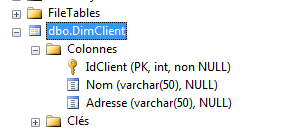 FileTables
dbo.DimClient
Colonnes
IdClient (PK, int, non NULL)
Nom (varchar(50), NULL)
Adresse (varchar(50), NULL)
Clés